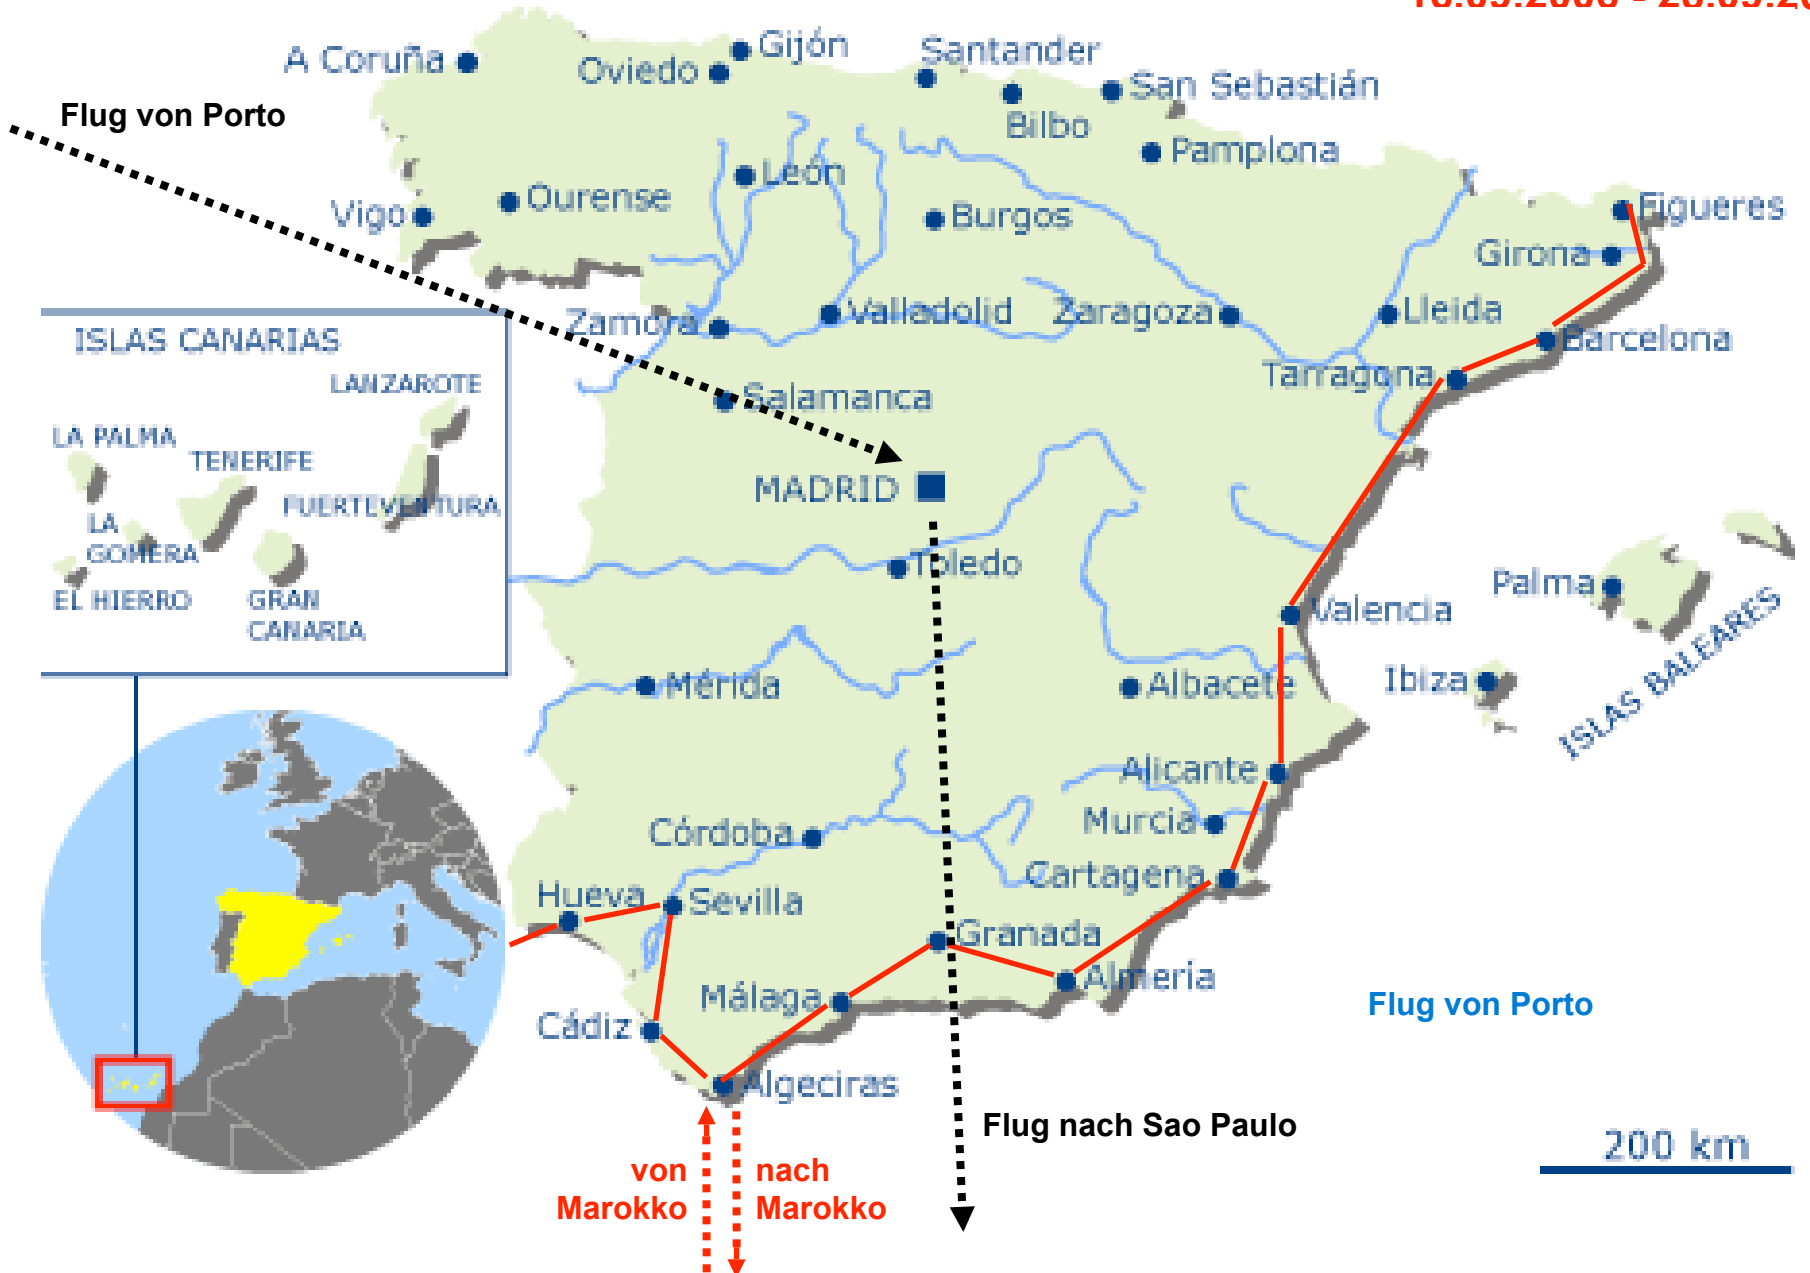 Gijón
Santander
A Coruña
Oviedo
San Sebastián
Flug von Porto
Bilbo
Pamplona
León
Ourense
Vigo
Burgos
Figueres
Girona
Zamora
Valladolid
Zaragoza
Lleida
ISLAS CANARIAS
Barcelona
LANZAROTE
Tarragona
Salamanca
LA PALMA
TENERIFE
MADRID
FUERTEVENTURA
LA
GOMERA
Toledo
EL HIERRO
GRAN
CANARIA
Palma
Valencia
ISLAS BALEARES
Mérida
Albacete
Ibiza
Alicante
Córdoba
Murcia
Cartagena
Hueva
Sevilla
Granada
Málaga
Almería
Flug von Porto
Cádiz
Algeciras
Flug nach Sao Paulo
200 km
von
Marokko
nach
Marokko